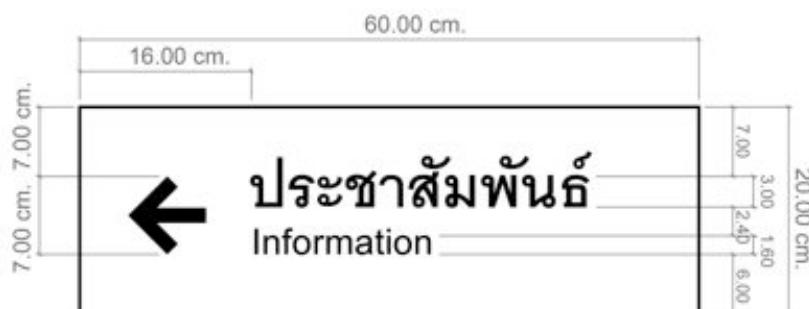 60.00 cm.
16.00 cm.
7.00 cm.
7.00 cm.
ประชาสัมพันธ์
Information
7.00
3.00
2.40
1.60
6.00
20.00 cm.